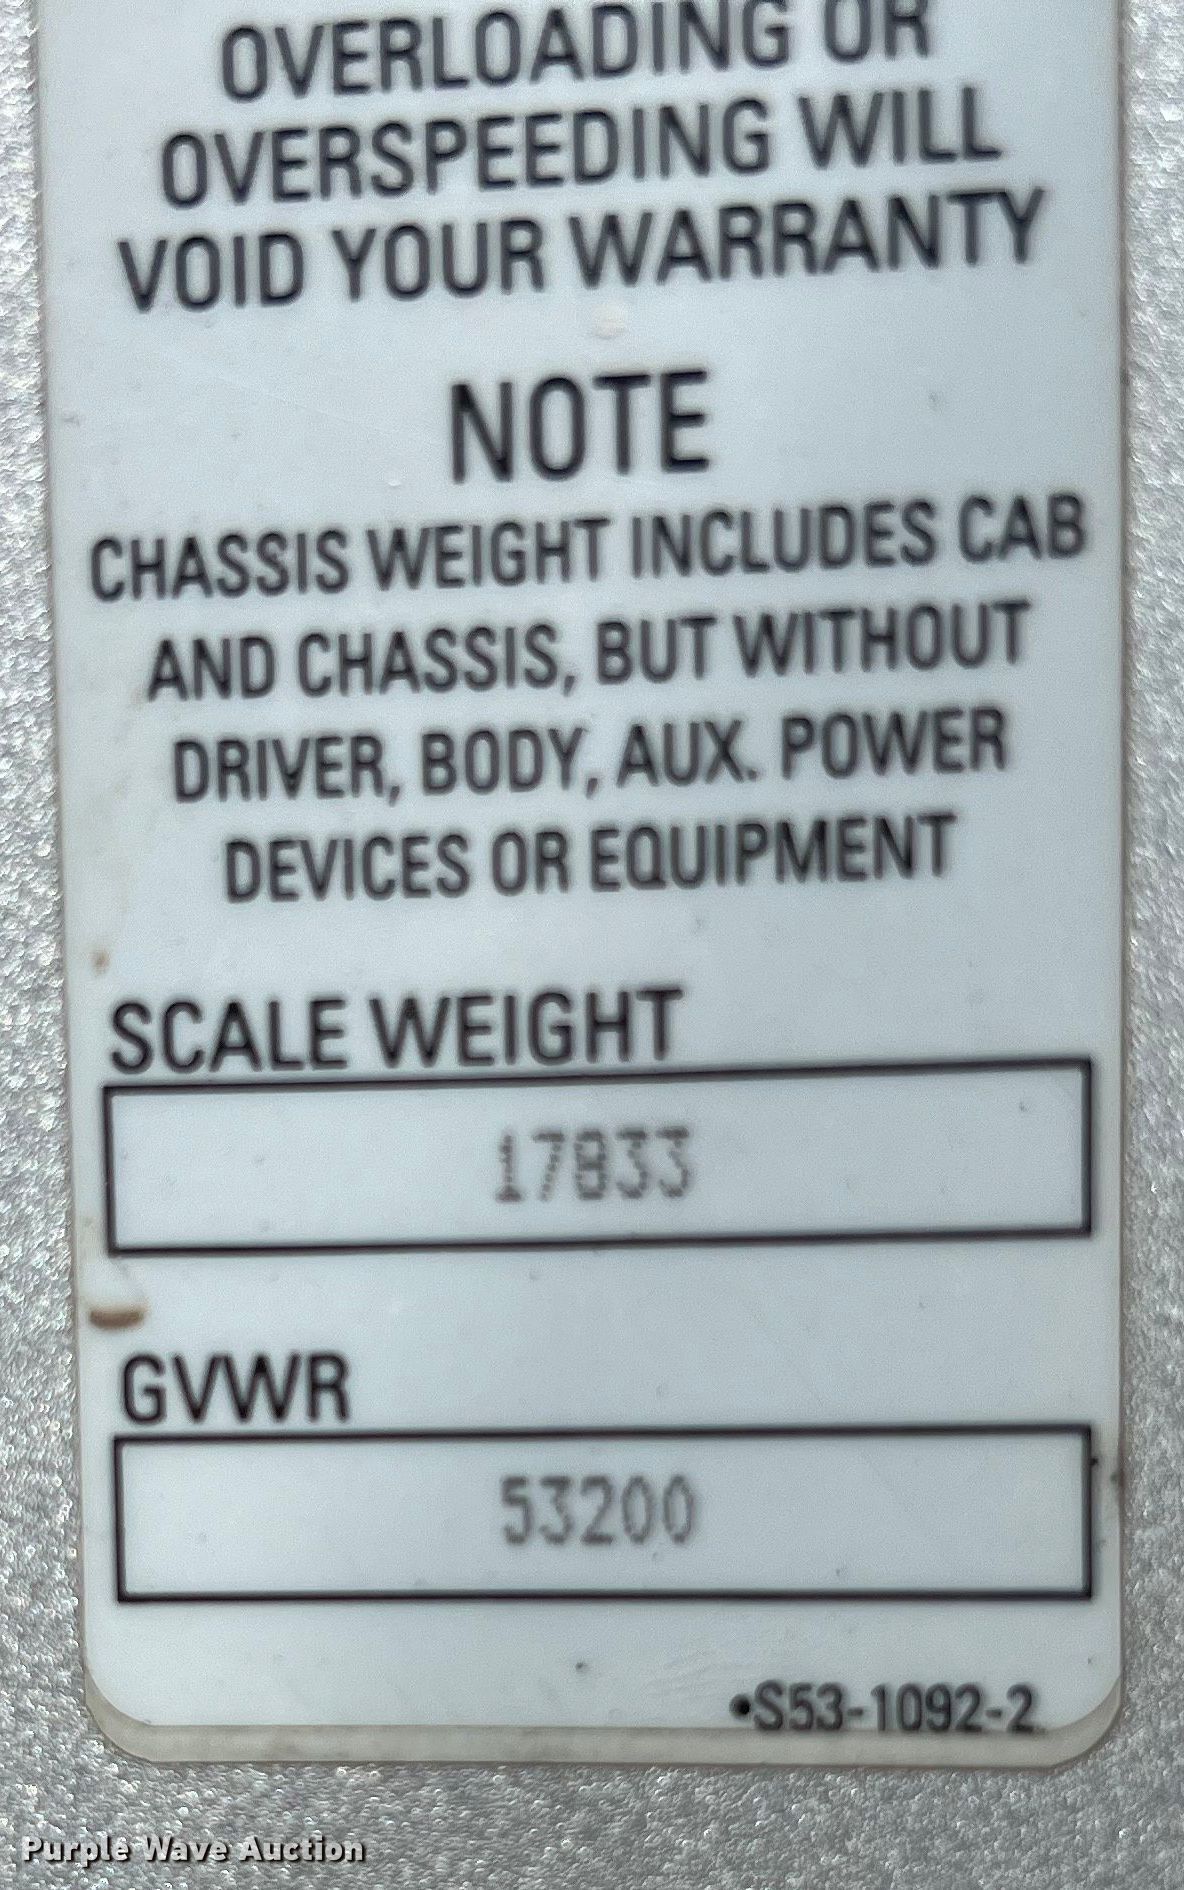 OVERLOADING OR
OVERSPEEDING WILL
VOID YOUR WARRANTY
NOTE
CHASSIS WEIGHT INCLUDES CAB
AND CHASSIS, BUT WITHOUT
DRIVER, BODY, AUX. POWER
DEVICES OR EQUIPMENT
SCALE WEIGHT
17833
GVWR
53200
•S53-1092-2
Purple Wave Auction